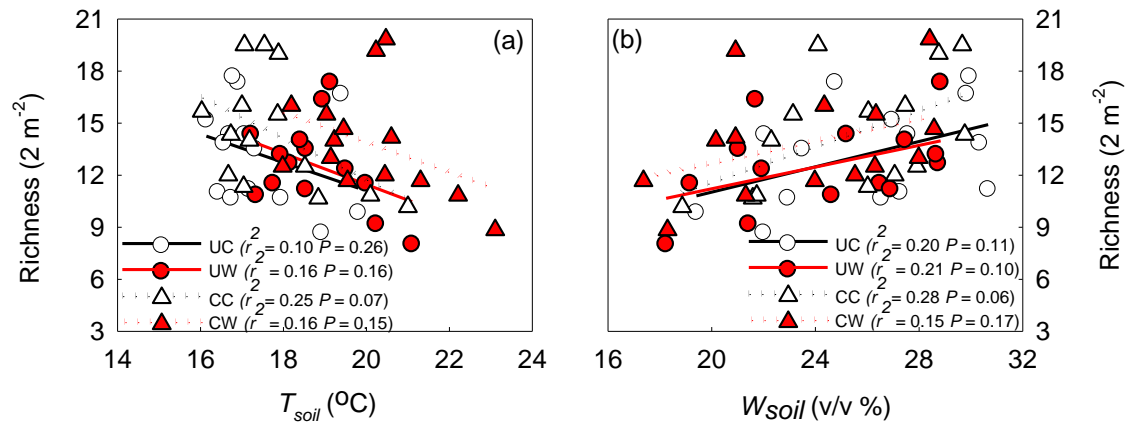 (a)
21
18
15
12
9
6
3
Richness (2 m-2)
UC (r2= 0.10 P = 0.26)
UW (r2= 0.16 P = 0.16)
CC (r2= 0.25 P = 0.07)
CW (r2= 0.16 P = 0.15)
14 16 18 20 22 24
Tsoil (oC)
(b)
21
18
15
12
9
6
3
Richness (2 m-2)
UC (r2= 0.20 P = 0.11)
UW (r2= 0.21 P = 0.10)
CC (r2= 0.28 P = 0.06)
CW (r2= 0.15 P = 0.17)
16 20 24 28 32
Wsoil (v/v %)